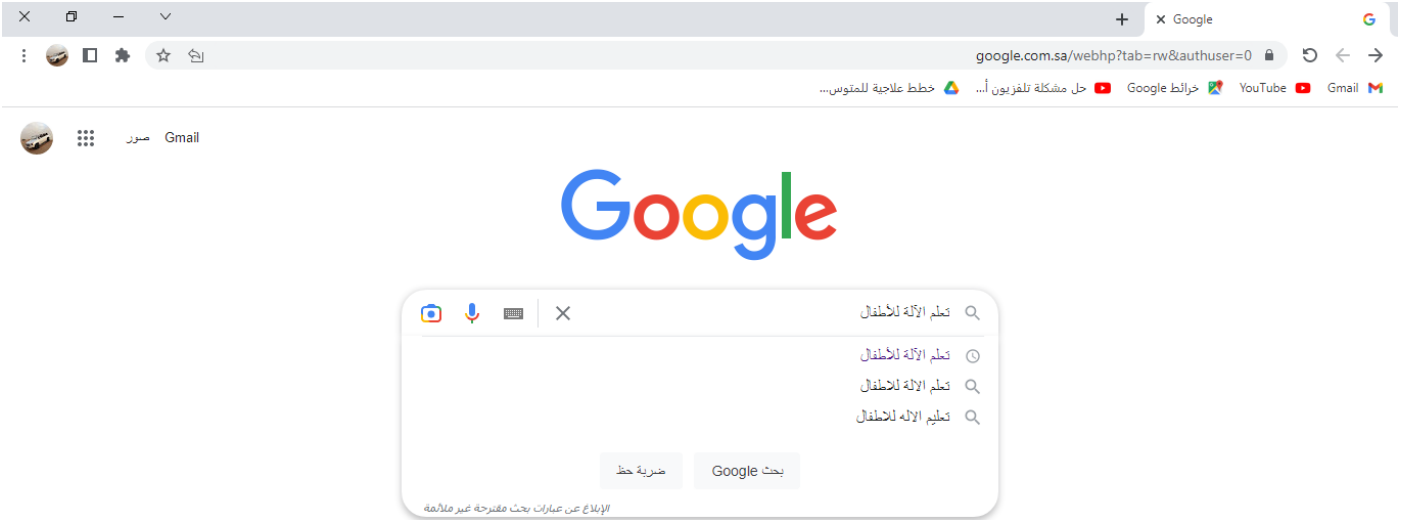 Google
google.com.sa/webhp?tab=rw&authuser=0
Gmail
YouTube
خرائط Google
حل مشكلة تلفزيون أ...
خطط علاجية للمتوس...
Gmail صور
Google
تعلم الآلة للأطفال
تعلم الآلة للأطفال
تعلم الالة للاطفال
تعليم الاله للاطفال
بحث Google ضربة حظ
الإبلاغ عن عبارات بحث مقترحة غير ملائمة